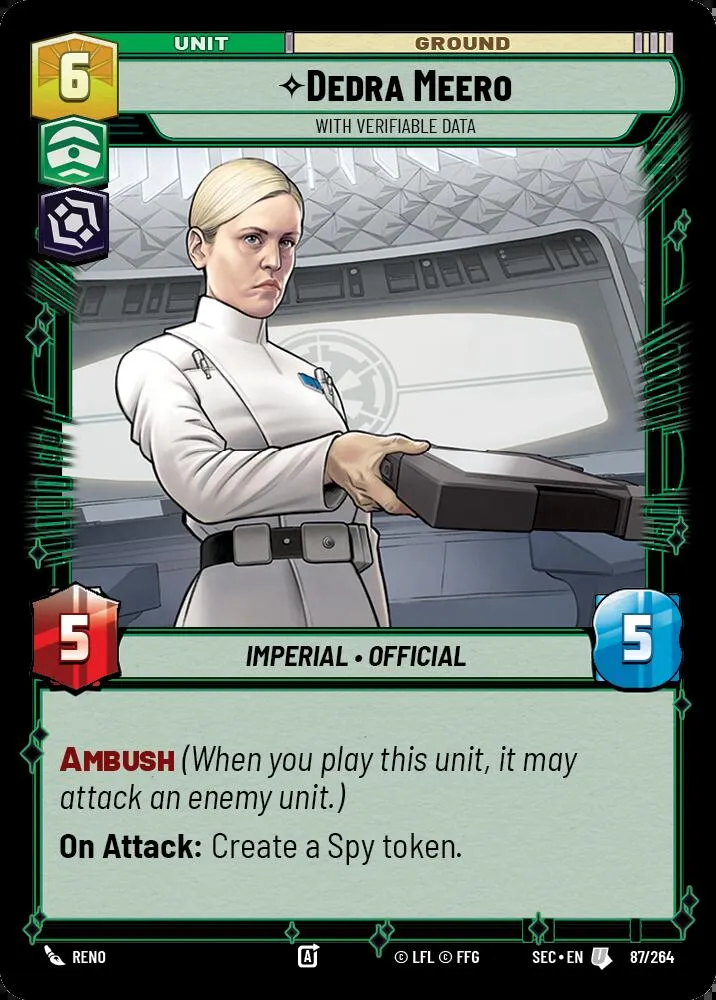 UNIT
GROUND
6
✧DEDRA MEERO
WITH VERIFIABLE DATA
5
IMPERIAL • OFFICIAL
5
AMBUSH (When you play this unit, it may
attack an enemy unit.)
On Attack: Create a Spy token.
RENO
A
© LFL © FFG
SEC • EN
U
87/264